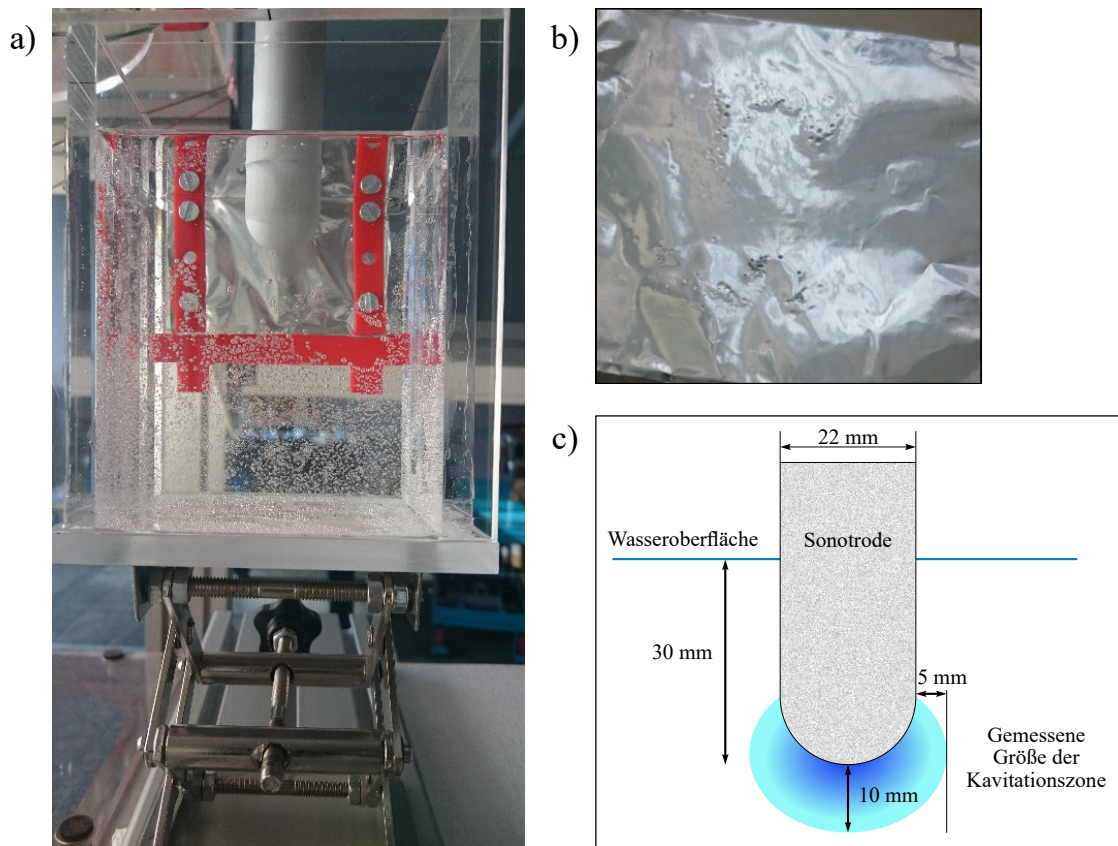 a)
b)
c)
22 mm
Wasseroberfläche
Sonotrode
30 mm
5 mm
Gemessene
Größe der
Kavitationszone
10 mm